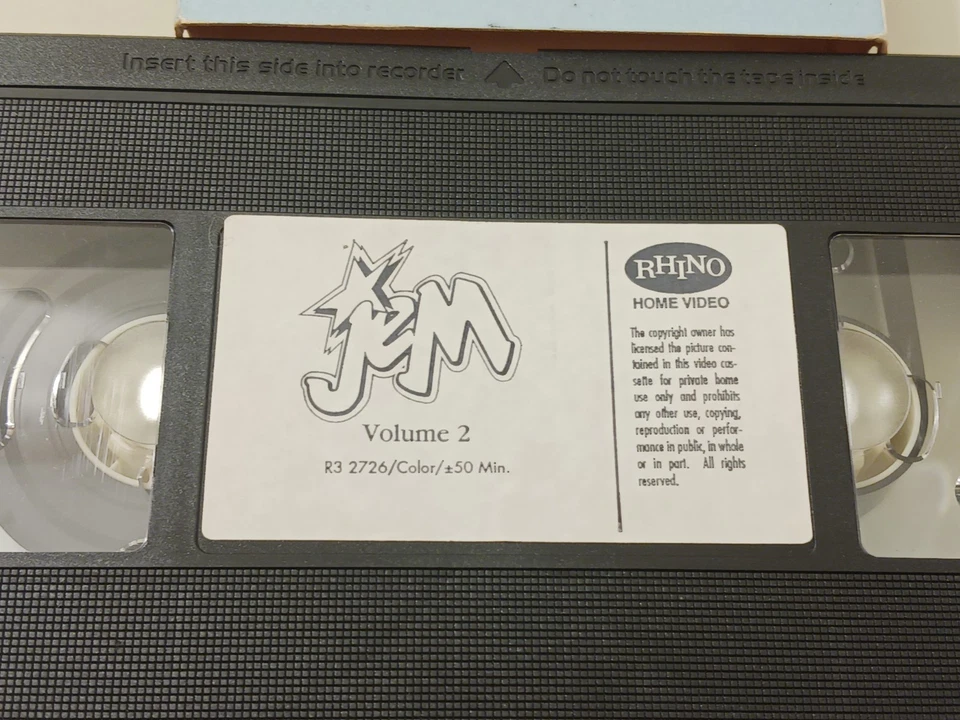 Insert this side into recorder Do not touch the tape inside
JEM
Volume 2
R3 2726/Color/±50 Min.
RHINO
HOME VIDEO
The copyright owner has
licensed the picture con-
tained in this video cas-
sette for private home
use only and prohibits
any other use, copying,
reproduction or perfor-
mance in public, in whole
or in part. All rights
reserved.